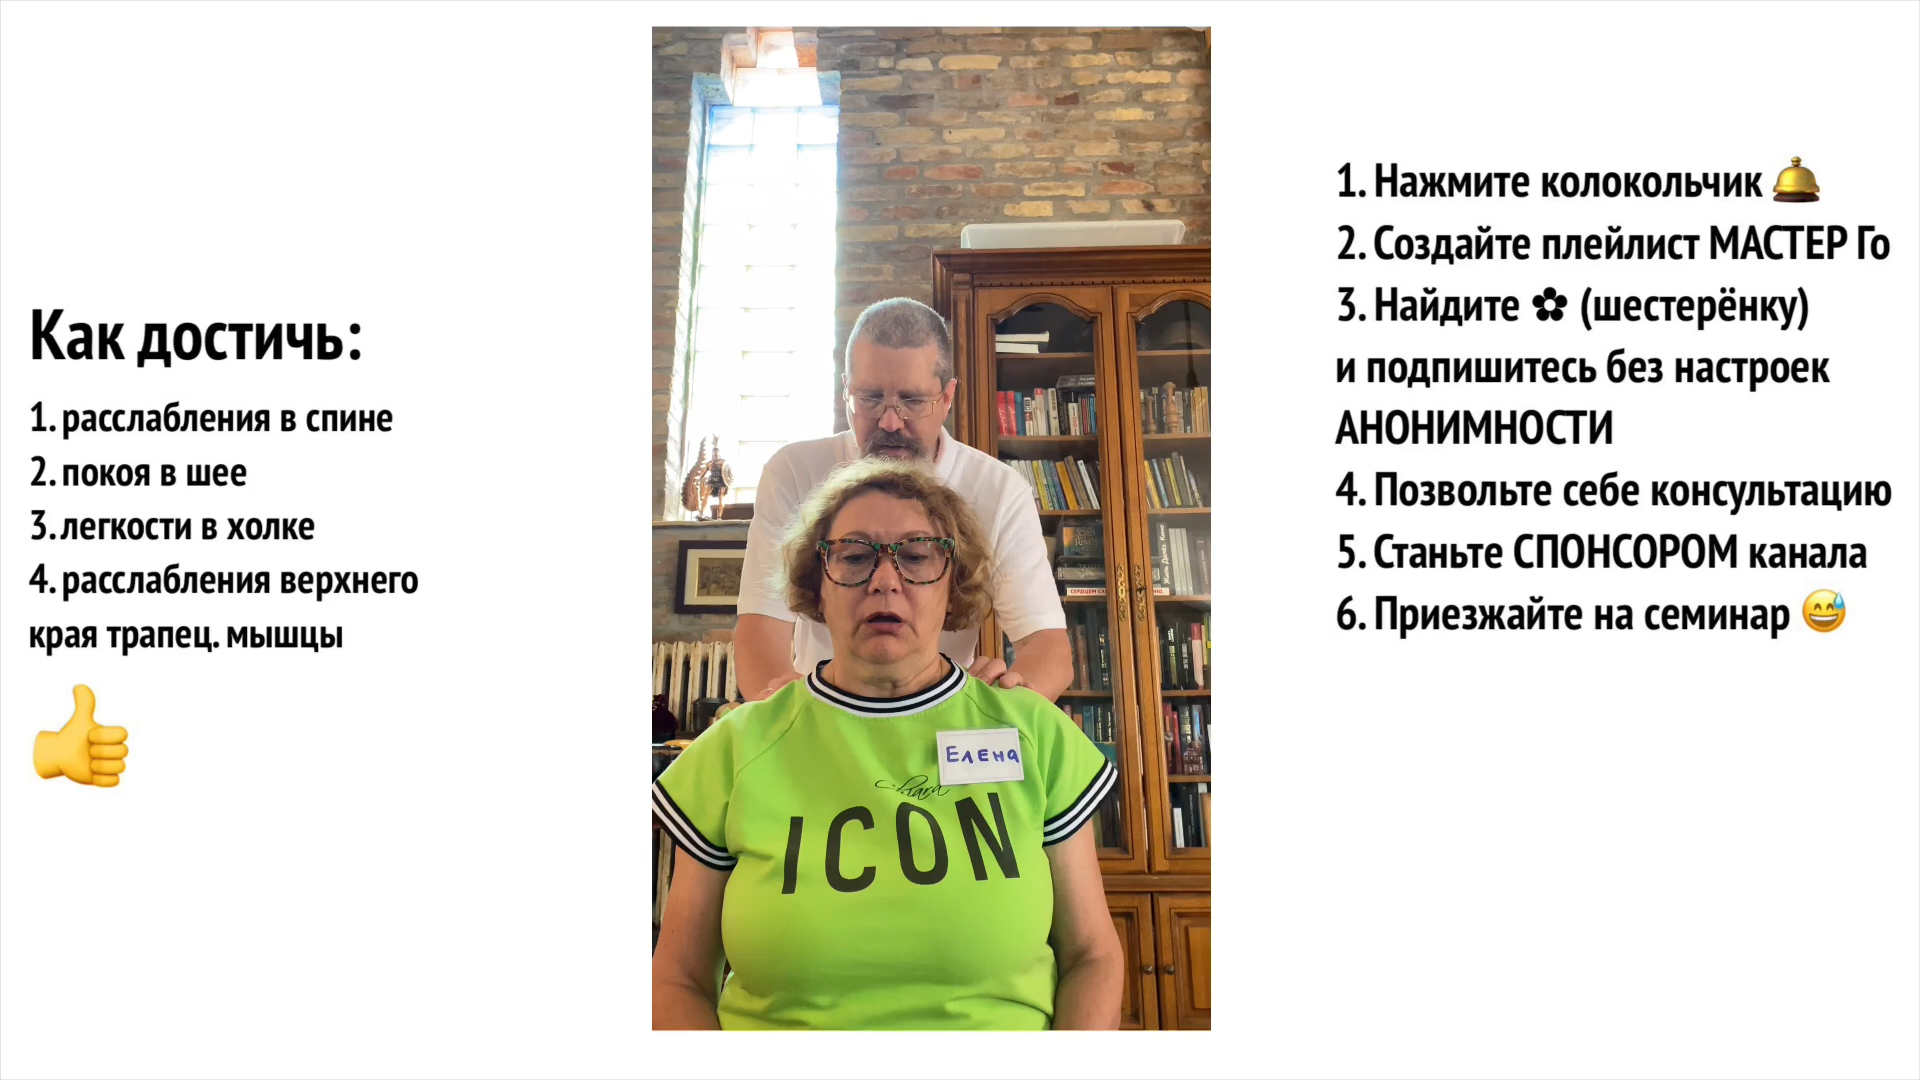 Как достичь:
1. расслабления в спине
2. покоя в шее
3. легкости в холке
4. расслабления верхнего
края трапец. мышцы
ЕЛЕНА
ICON
1. Нажмите колокольчик
2. Создайте плейлист МАСТЕР Го
3. Найдите ✿ (шестерёнку)
и подпишитесь без настроек
АНОНИМНОСТИ
4. Позвольте себе консультацию
5. Станьте СПОНСОРОМ канала
6. Приезжайте на семинар 😅